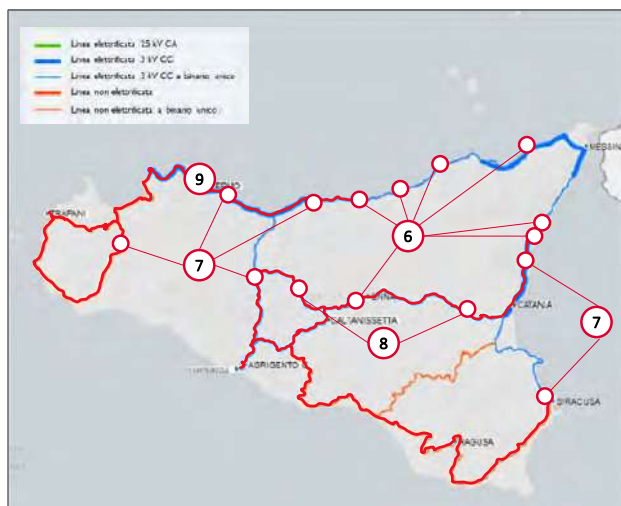 Linea elettrificata 25 kV CA
Linea elettrificata 3 kV CC
Linea elettrificata 3 kV CC a binario unico
Linea non elettrificata
Linea non elettrificata a binario unico
MESSIN
9
TRAPANI
7
6
ENNA
CATANIA
CALTANISSETTA
8
7
AGRIGENTO C
SIRACUSA
RAGUSA